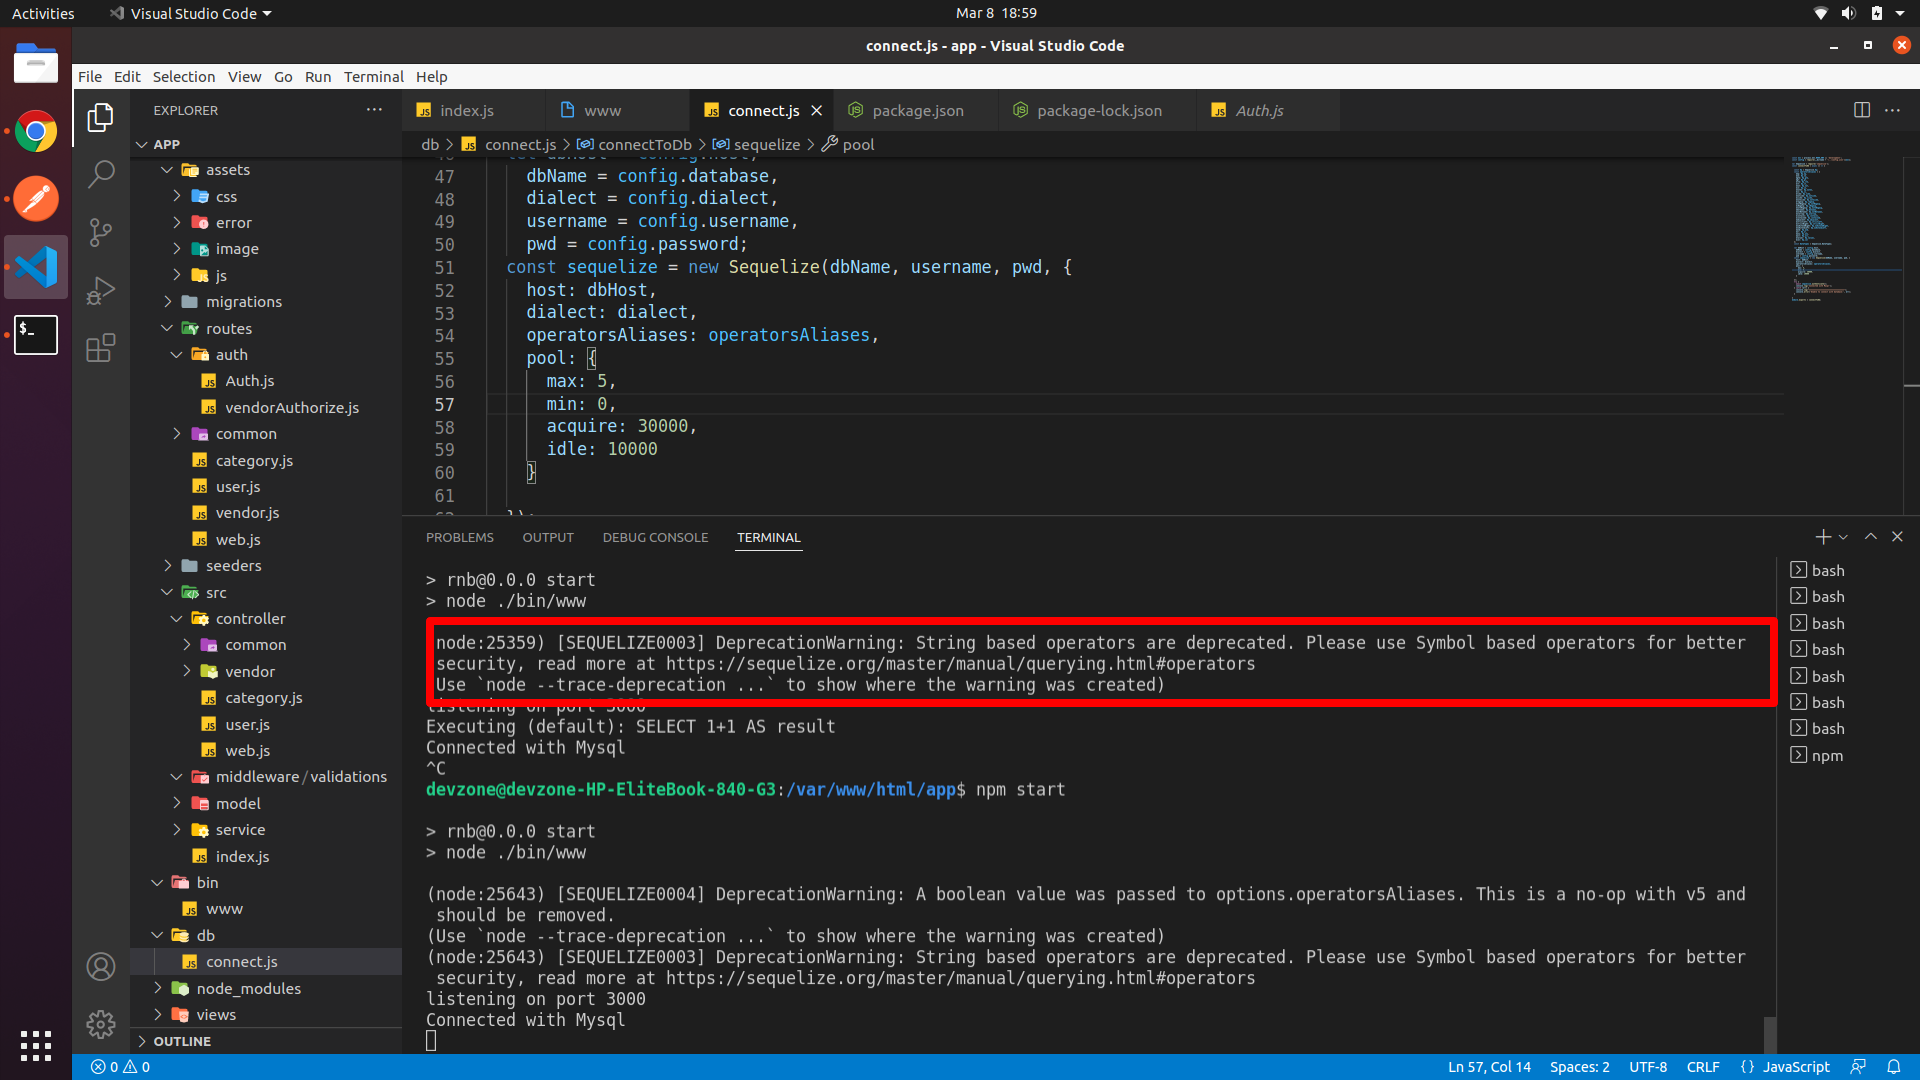 Activities
Visual Studio Code
Mar 8 18:59
connect.js - app - Visual Studio Code
File Edit Selection View Go Run Terminal Help
EXPLORER
APP
assets
css
error
image
js
migrations
routes
auth
Auth.js
vendorAuthorize.js
common
category.js
user.js
vendor.js
web.js
seeders
src
controller
common
vendor
category.js
user.js
web.js
middleware / validations
model
service
index.js
bin
www
db
connect.js
node_modules
views
OUTLINE
index.js
www
connect.js
package.json
package-lock.json
Auth.js
db > connect.js > connectToDb > sequelize > pool
47 dbName = config.database,
48 dialect = config.dialect,
49 username = config.username,
50 pwd = config.password;
51 const sequelize = new Sequelize(dbName, username, pwd, {
52 host: dbHost,
53 dialect: dialect,
54 operatorsAliases: operatorsAliases,
55 pool: {
56 max: 5,
57 min: 0,
58 acquire: 30000,
59 idle: 10000
60 }
61
PROBLEMS OUTPUT DEBUG CONSOLE TERMINAL
> rnb@0.0.0 start
> node ./bin/www
node:25359) [SEQUELIZE0003] DeprecationWarning: String based operators are deprecated. Please use Symbol based operators for better
security, read more at https://sequelize.org/master/manual/querying.html#operators
Use `node --trace-deprecation ...` to show where the warning was created)
listening on port 3000
Executing (default): SELECT 1+1 AS result
Connected with Mysql
^C
devzone@devzone-HP-EliteBook-840-G3:/var/www/html/app$ npm start
> rnb@0.0.0 start
> node ./bin/www
(node:25643) [SEQUELIZE0004] DeprecationWarning: A boolean value was passed to options.operatorsAliases. This is a no-op with v5 and
should be removed.
(Use `node --trace-deprecation ...` to show where the warning was created)
(node:25643) [SEQUELIZE0003] DeprecationWarning: String based operators are deprecated. Please use Symbol based operators for better
security, read more at https://sequelize.org/master/manual/querying.html#operators
listening on port 3000
Connected with Mysql
bash
bash
bash
bash
bash
bash
bash
npm
0 0
Ln 57, Col 14
Spaces: 2
UTF-8
CRLF
{} JavaScript